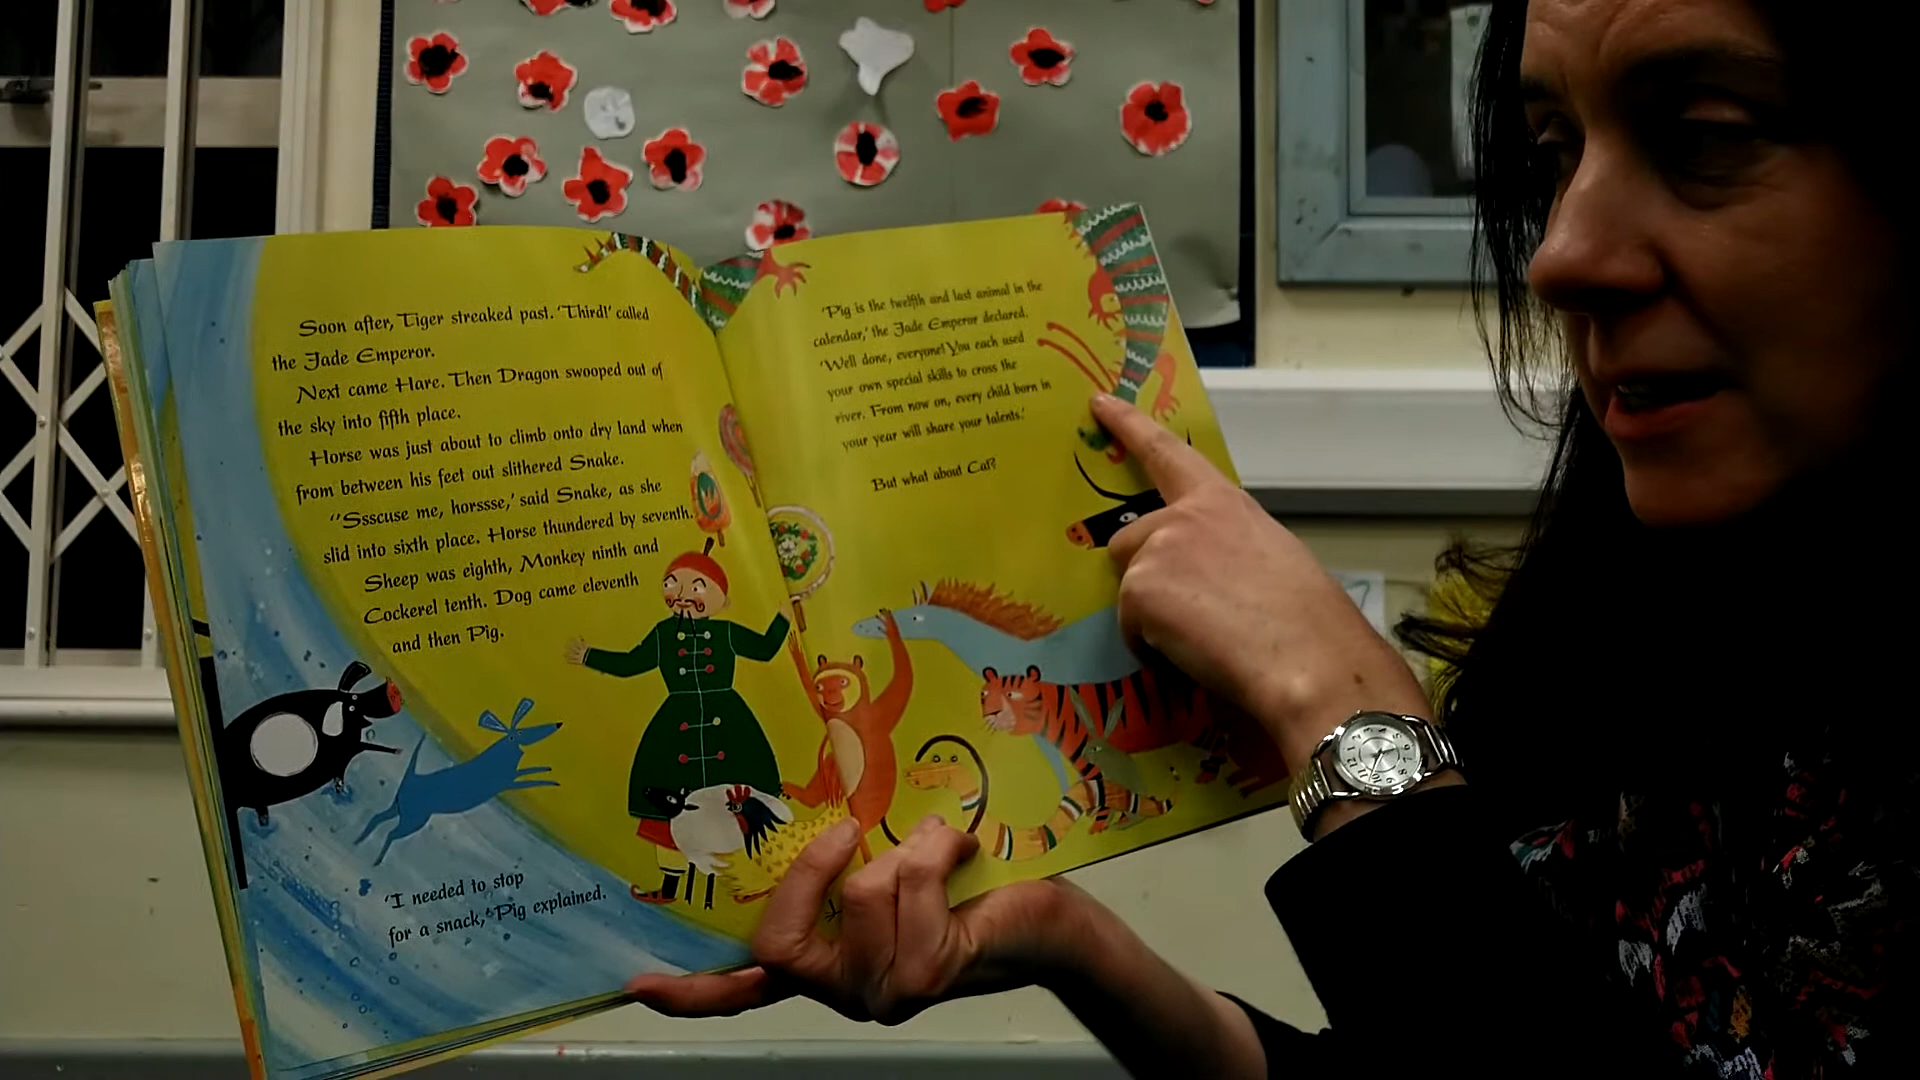 Soon after, Tiger streaked past. 'Third!' called
the Jade Emperor.
Next came Hare. Then Dragon swooped out of
the sky into fifth place.
Horse was just about to climb onto dry land when
from between his feet out slithered Snake.
''Ssscuse me, horssse,' said Snake, as she
slid into sixth place. Horse thundered by seventh.
Sheep was eighth, Monkey ninth and
Cockerel tenth. Dog came eleventh
and then Pig.
'I needed to stop
for a snack,' Pig explained.
'Pig is the twelfth and last animal in the
calendar,' the Jade Emperor declared.
'Well done, everyone! You each used
your own special skills to cross the
river. From now on, every child born in
your year will share your talents.'
But what about Cat?